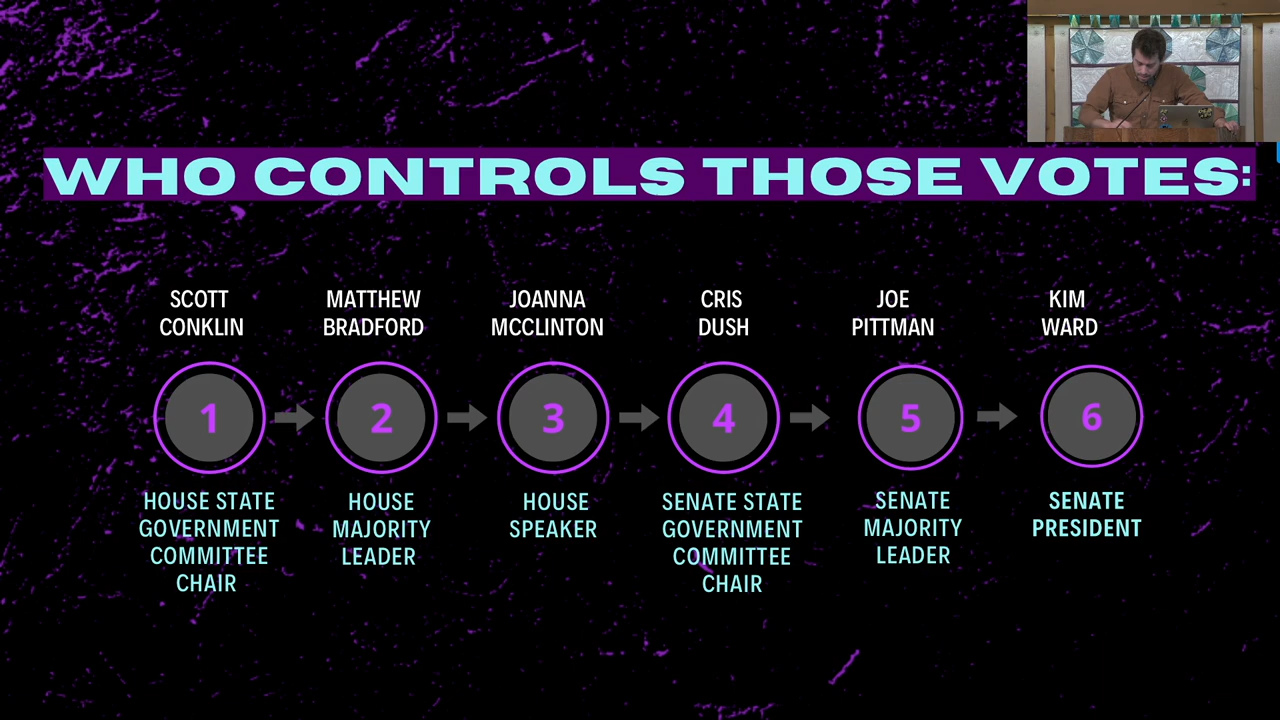 WHO CONTROLS THOSE VOTES:
SCOTT
CONKLIN
MATTHEW
BRADFORD
JOANNA
MCCLINTON
CRIS
DUSH
JOE
PITTMAN
KIM
WARD
1
2
3
4
5
6
HOUSE STATE
GOVERNMENT
COMMITTEE
CHAIR
HOUSE
MAJORITY
LEADER
HOUSE
SPEAKER
SENATE STATE
GOVERNMENT
COMMITTEE
CHAIR
SENATE
MAJORITY
LEADER
SENATE
PRESIDENT